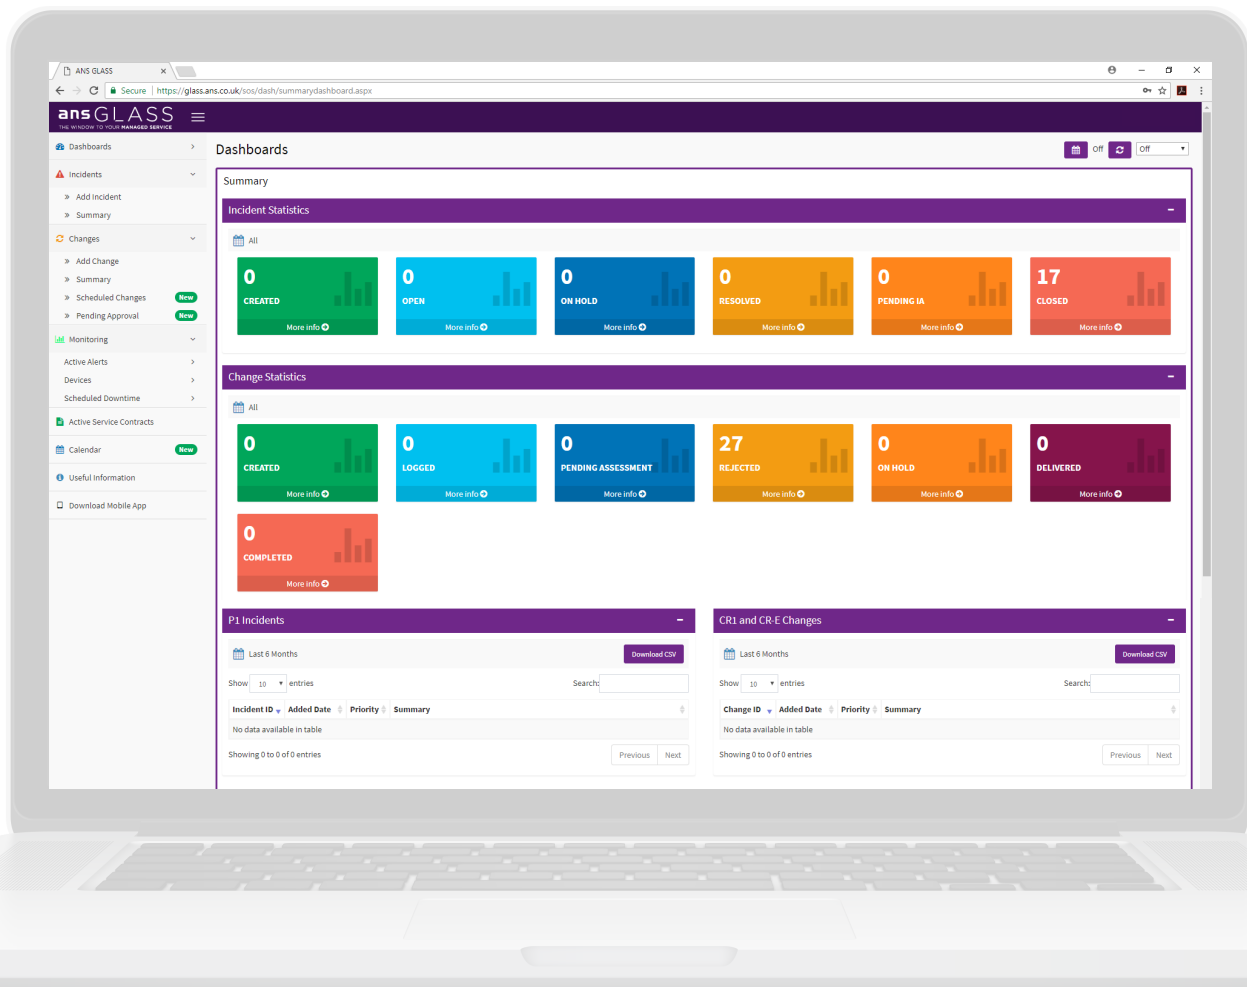 ANS GLASS
Secure | https://glass.ans.co.uk/sos/dash/summarydashboard.aspx
ans GLASS
THE WINDOW TO YOUR MANAGED SERVICE
Dashboards
Incidents
Add Incident
Summary
Changes
Add Change
Summary
Scheduled Changes New
Pending Approval New
Monitoring
Active Alerts
Devices
Scheduled Downtime
Active Service Contracts
Calendar New
Useful Information
Download Mobile App
Dashboards
Off Off
Summary
Incident Statistics
All
0 0 0 0 0 17
CREATED OPEN ON HOLD RESOLVED PENDING IA CLOSED
More info More info More info More info More info More info
Change Statistics
All
0 0 0 27 0 0
CREATED LOGGED PENDING ASSESSMENT REJECTED ON HOLD DELIVERED
More info More info More info More info More info More info
0
COMPLETED
More info
P1 Incidents
Last 6 Months Download CSV
Show 10 entries Search:
Incident ID Added Date Priority Summary
No data available in table
Showing 0 to 0 of 0 entries Previous Next
CR1 and CR-E Changes
Last 6 Months Download CSV
Show 10 entries Search:
Change ID Added Date Priority Summary
No data available in table
Showing 0 to 0 of 0 entries Previous Next